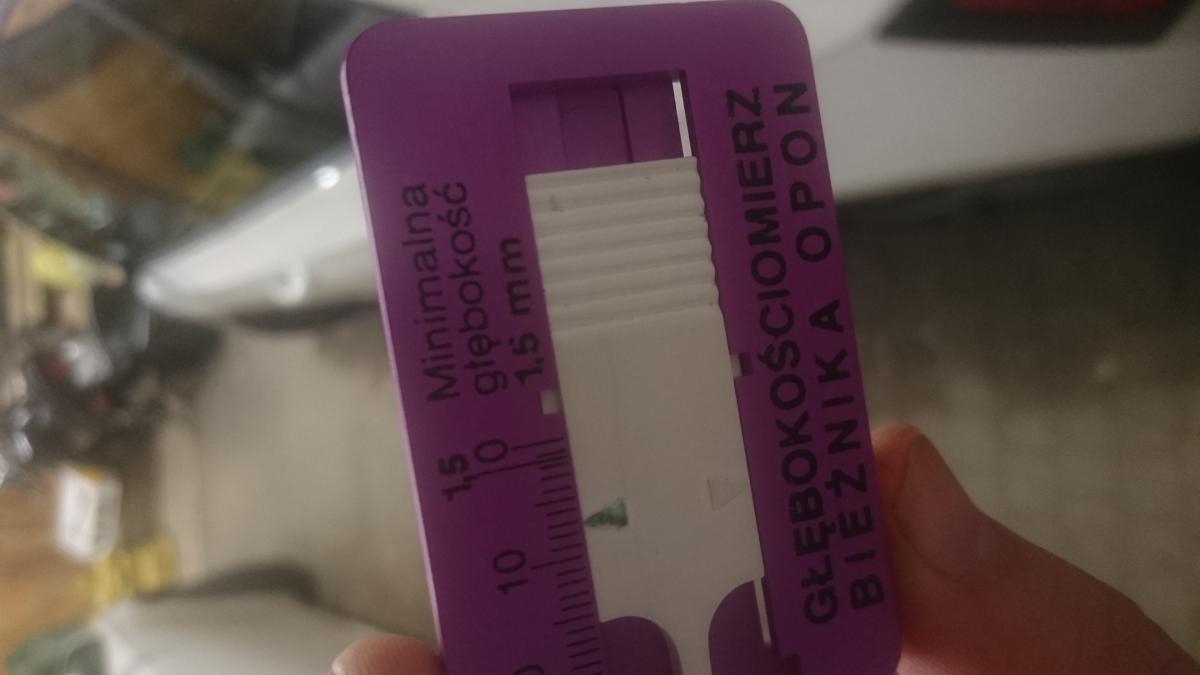 Minimalna
głębokość
1,5 mm
1,5
0
10
GŁĘBOKOŚCIOMIERZ
BIEŻNIKA OPON